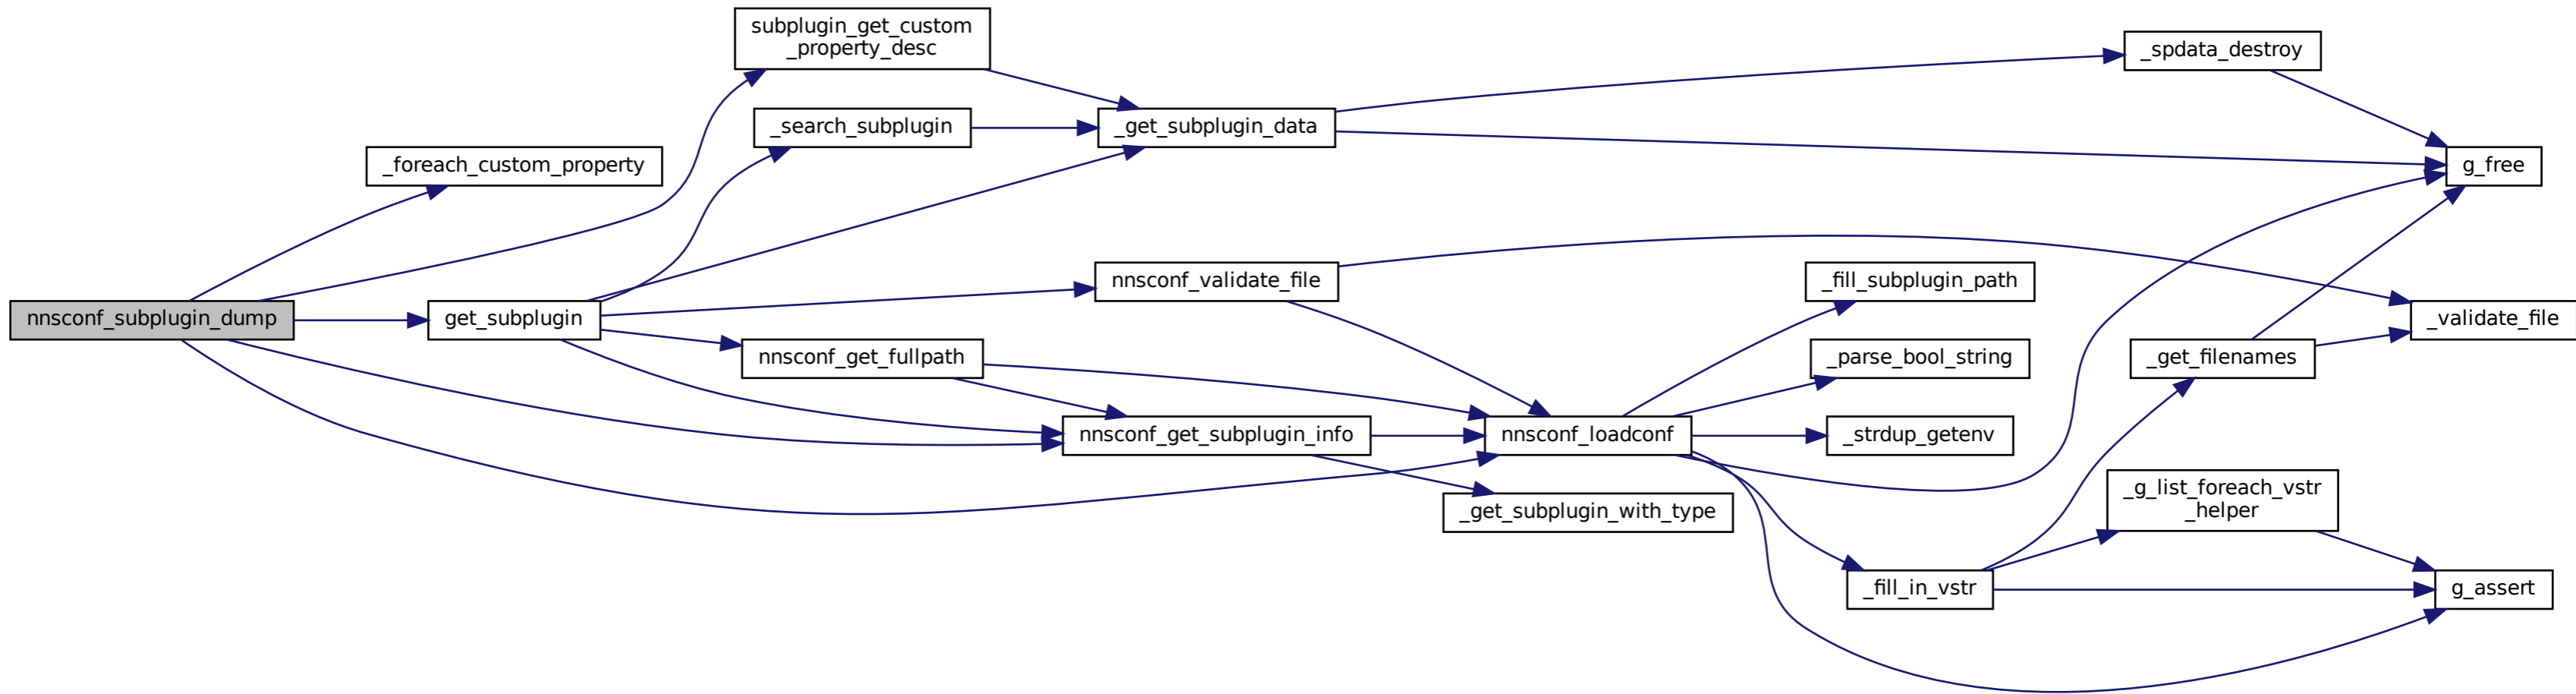 subplugin_get_custom
_property_desc
_spdata_destroy
_search_subplugin
_get_subplugin_data
_foreach_custom_property
g_free
nnsconf_validate_file
_fill_subplugin_path
nnsconf_subplugin_dump
get_subplugin
_validate_file
nnsconf_get_fullpath
_parse_bool_string
_get_filenames
nnsconf_get_subplugin_info
nnsconf_loadconf
_strdup_getenv
_g_list_foreach_vstr
_helper
_get_subplugin_with_type
_fill_in_vstr
g_assert